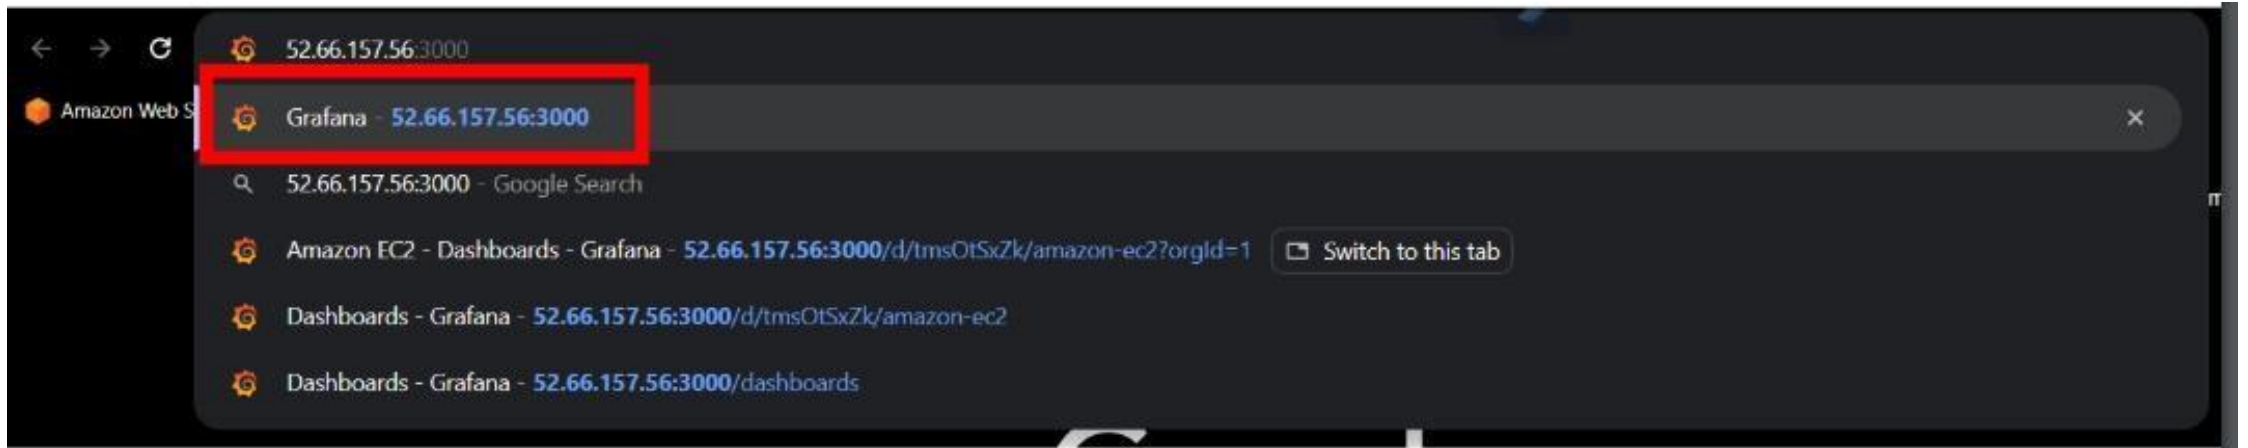 52.66.157.56:3000
Amazon Web S
Grafana - 52.66.157.56:3000
52.66.157.56:3000 - Google Search
Amazon EC2 - Dashboards - Grafana - 52.66.157.56:3000/d/tmsOtSxZk/amazon-ec2?orgId=1 Switch to this tab
Dashboards - Grafana - 52.66.157.56:3000/d/tmsOtSxZk/amazon-ec2
Dashboards - Grafana - 52.66.157.56:3000/dashboards